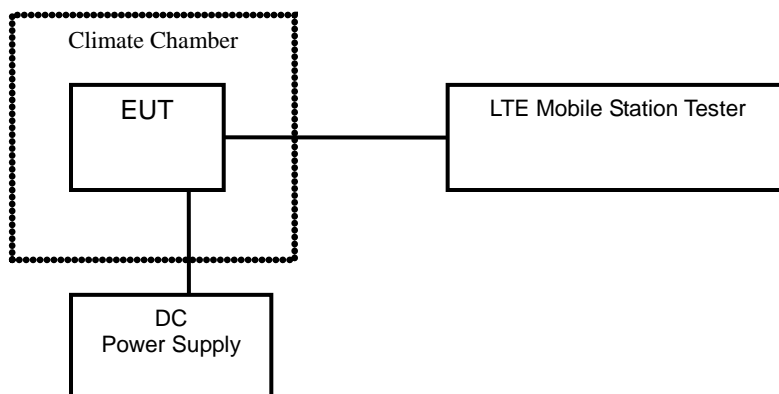 Climate Chamber
EUT
LTE Mobile Station Tester
DC
Power Supply